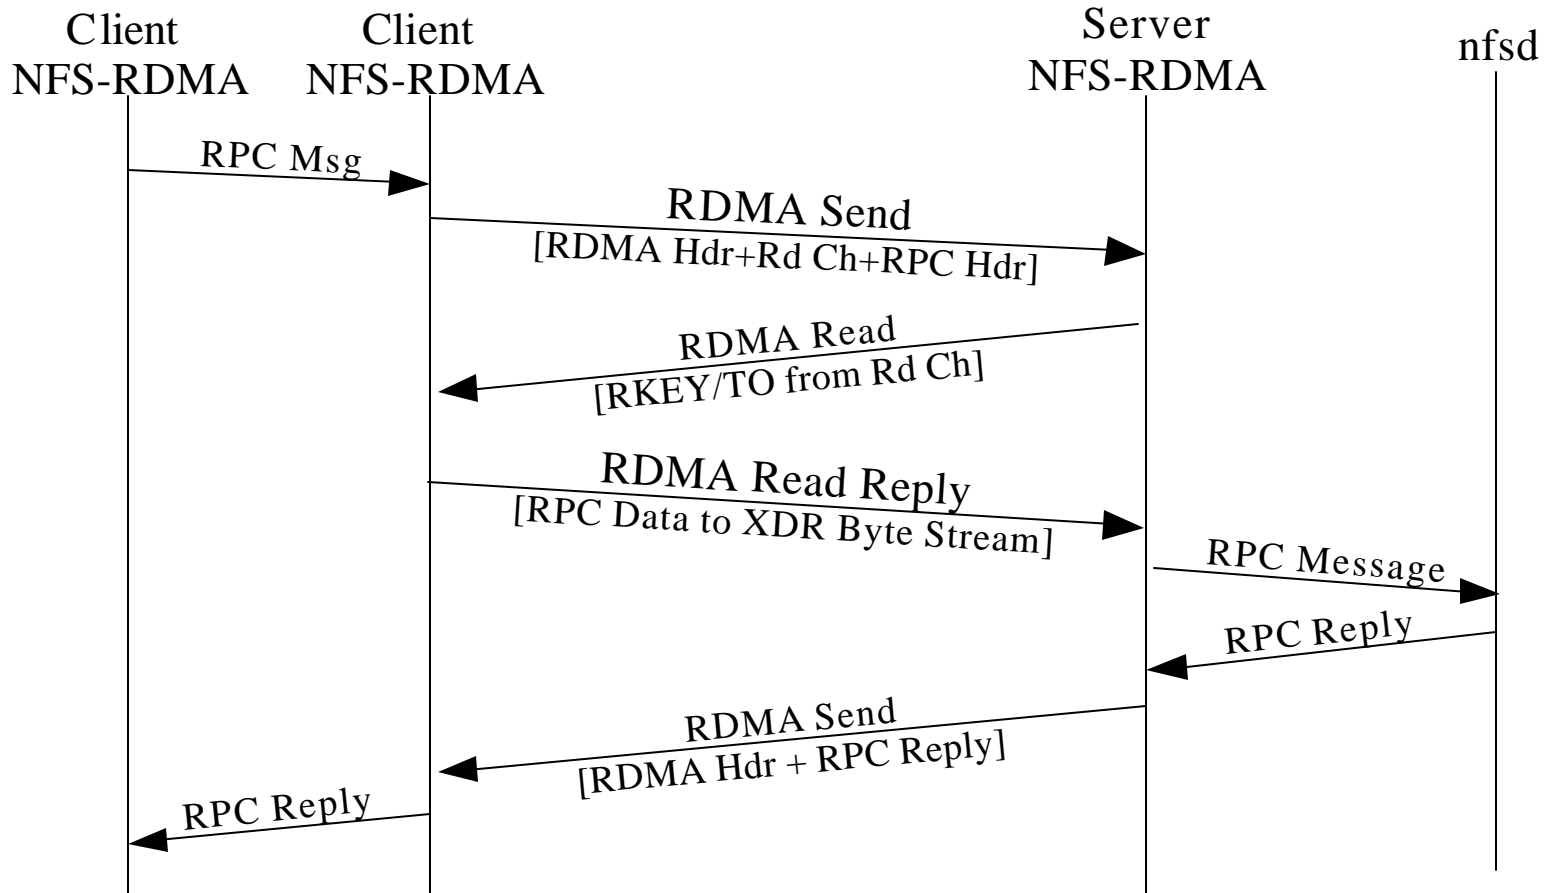 Client
NFS-RDMA
Client
NFS-RDMA
Server
NFS-RDMA
nfsd
RPC Msg
RDMA Send
[RDMA Hdr+Rd Ch+RPC Hdr]
RDMA Read
[RKEY/TO from Rd Ch]
RDMA Read Reply
[RPC Data to XDR Byte Stream]
RPC Message
RPC Reply
RDMA Send
[RDMA Hdr + RPC Reply]
RPC Reply